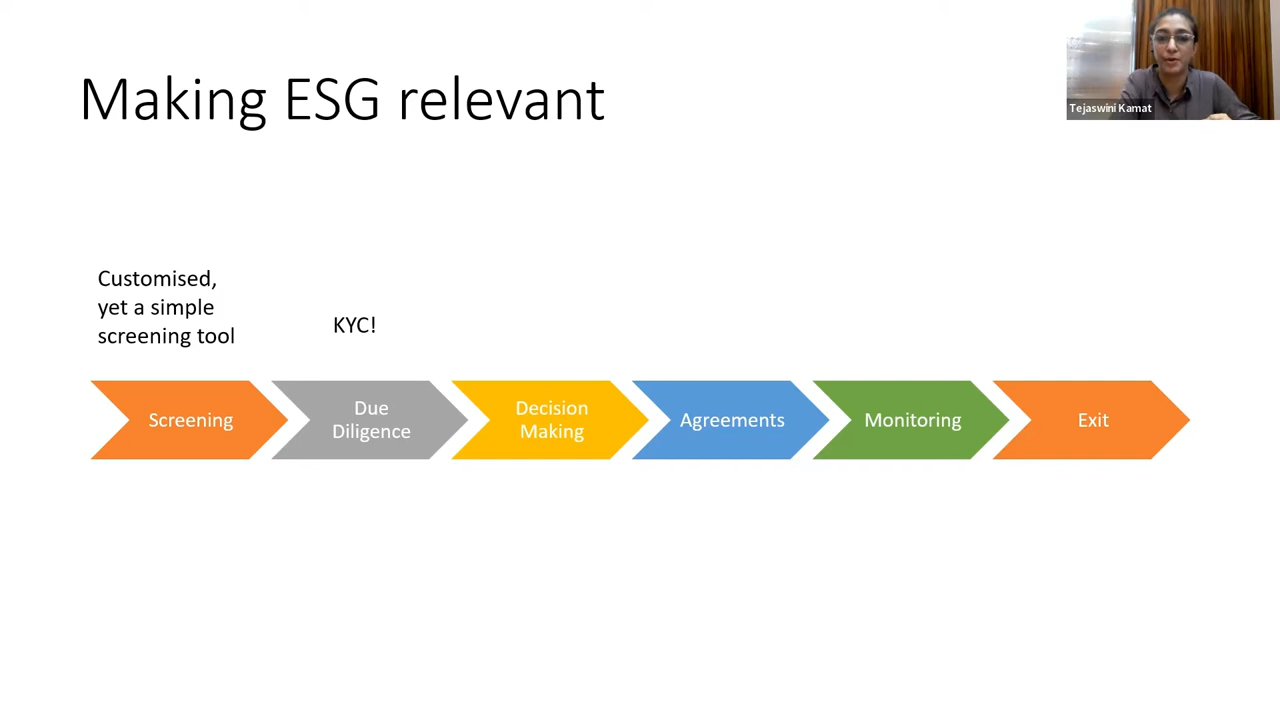 Making ESG relevant
Tejaswini Kamat
Customised,
yet a simple
screening tool
KYC!
Screening
Due
Diligence
Decision
Making
Agreements
Monitoring
Exit